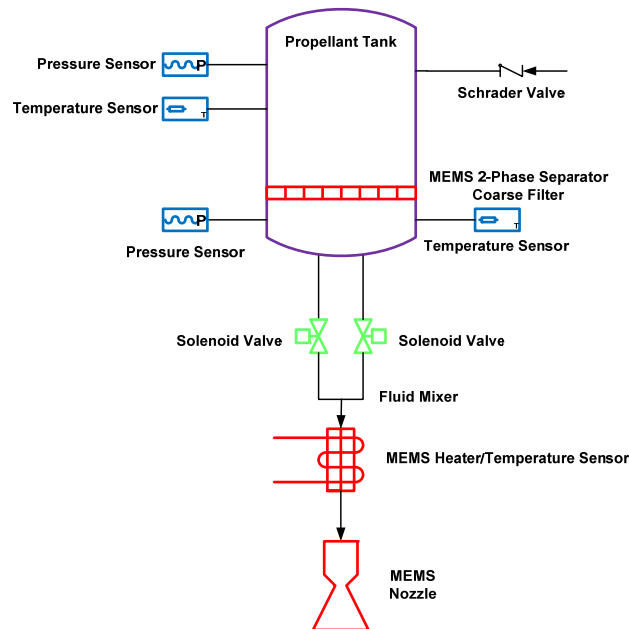 Propellant Tank
Pressure Sensor
P
Schrader Valve
Temperature Sensor
T
MEMS 2-Phase Separator
Coarse Filter
P
T
Pressure Sensor
Temperature Sensor
Solenoid Valve
Solenoid Valve
Fluid Mixer
MEMS Heater/Temperature Sensor
MEMS
Nozzle